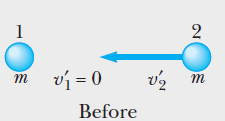 1 2
m v′₁ = 0 v′₂ m
Before